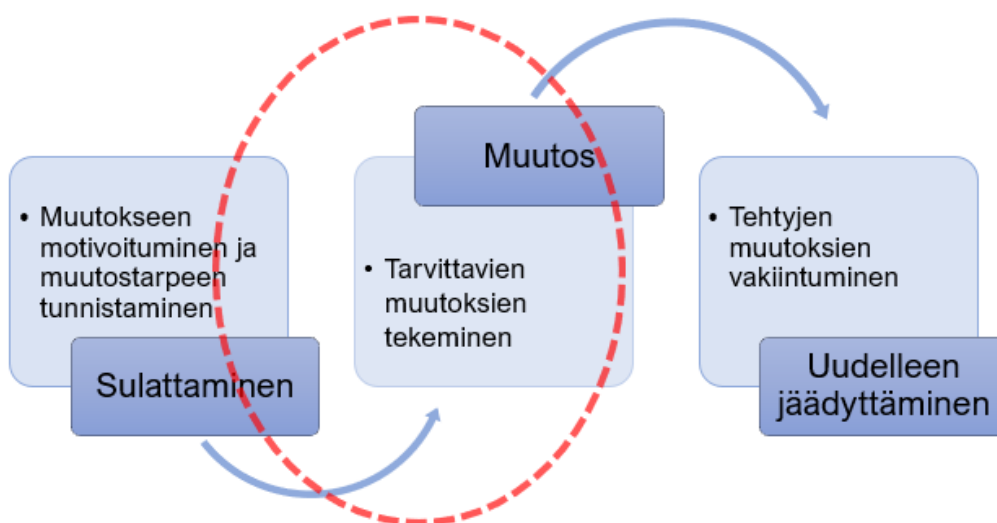 • Muutokseen
motivoituminen ja
muutostarpeen
tunnistaminen
Sulattaminen
Muutos
• Tarvittavien
muutoksien
tekeminen
• Tehtyjen
muutoksien
vakiintuminen
Uudelleen
jäädyttäminen